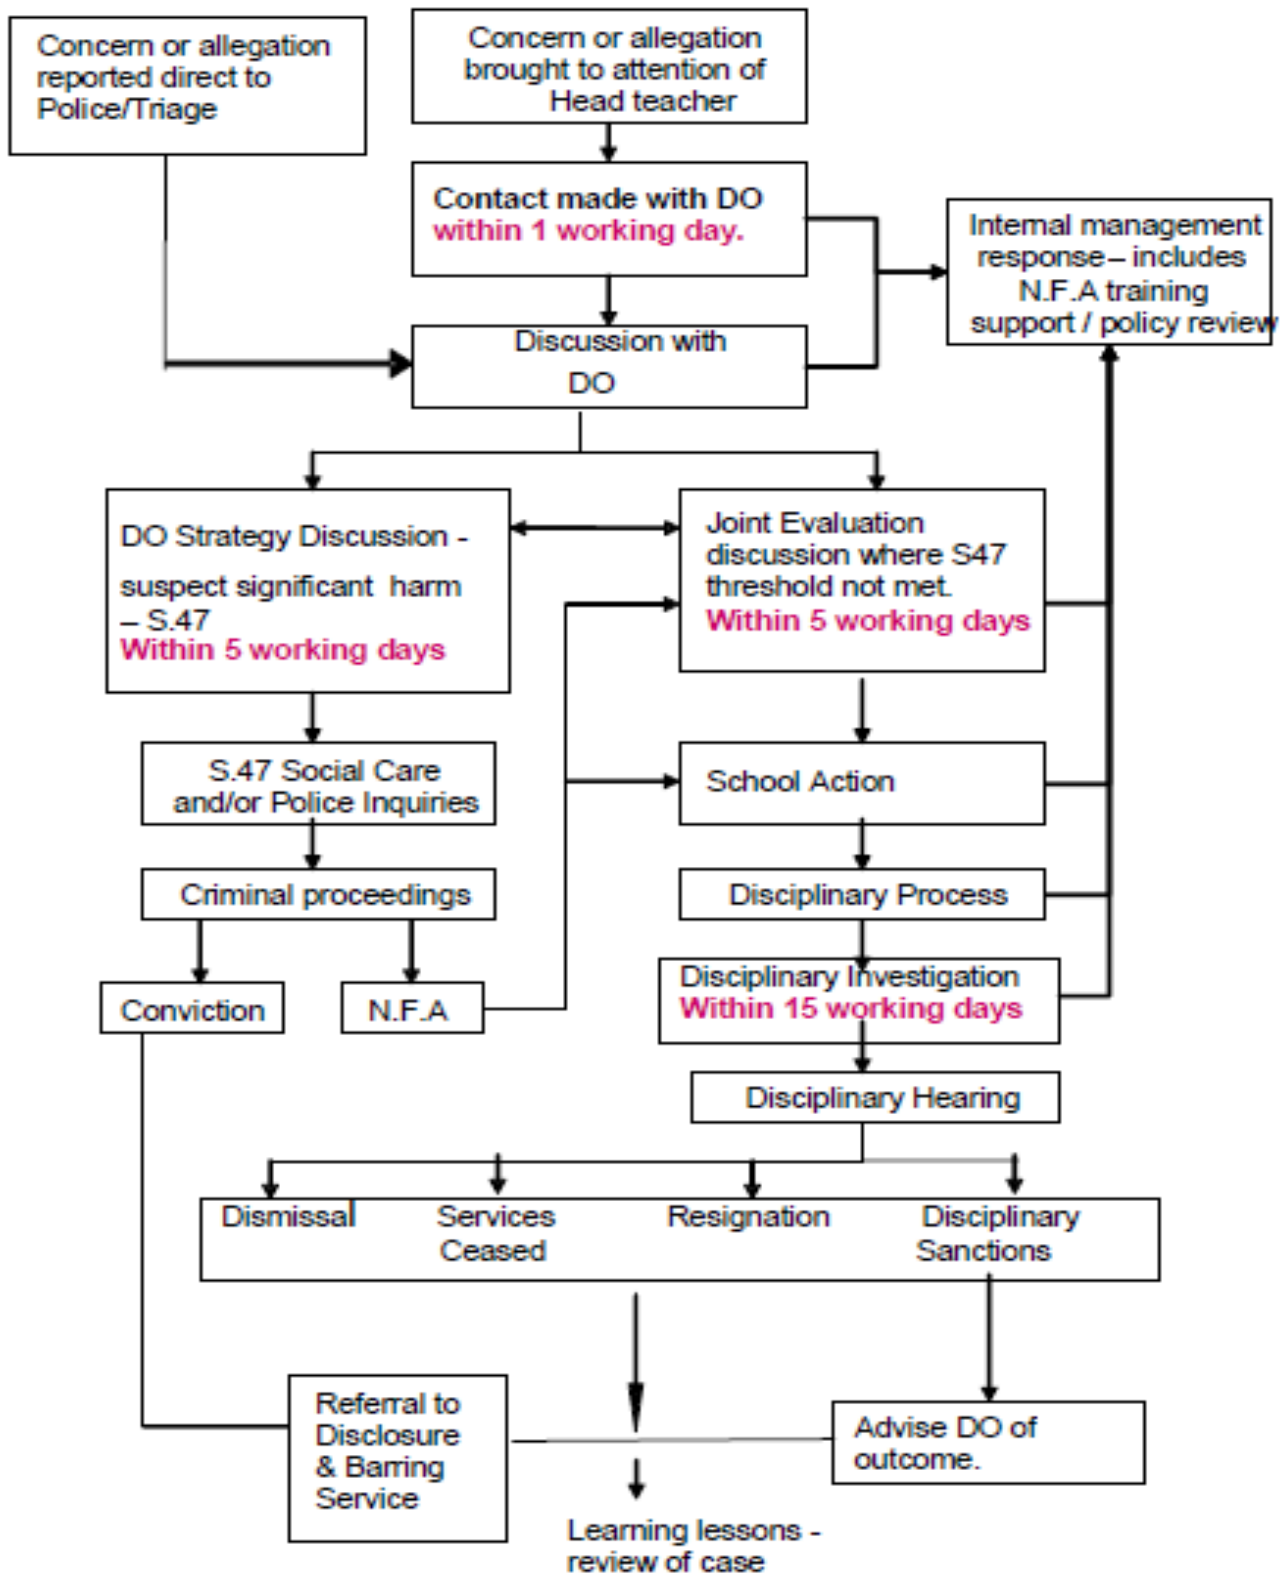 Concern or allegation
reported direct to
Police/Triage
Concern or allegation
brought to attention of
Head teacher
Contact made with DO
within 1 working day.
Internal management
response – includes
N.F.A training
support / policy review
Discussion with
DO
DO Strategy Discussion -
suspect significant harm
– S.47
Within 5 working days
Joint Evaluation
discussion where S47
threshold not met.
Within 5 working days
S.47 Social Care
and/or Police Inquiries
School Action
Criminal proceedings
Disciplinary Process
Conviction
N.F.A
Disciplinary Investigation
Within 15 working days
Disciplinary Hearing
Dismissal
Services
Ceased
Resignation
Disciplinary
Sanctions
Referral to
Disclosure
& Barring
Service
Advise DO of
outcome.
Learning lessons -
review of case